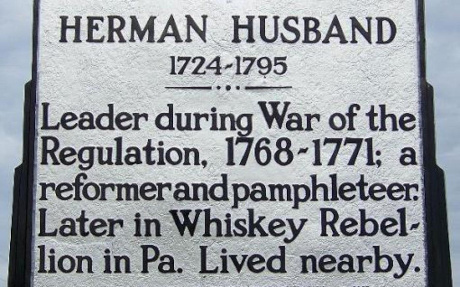 HERMAN HUSBAND
1724-1795
Leader during War of the
Regulation, 1768-1771; a
reformer and pamphleteer.
Later in Whiskey Rebel-
lion in Pa. Lived nearby.